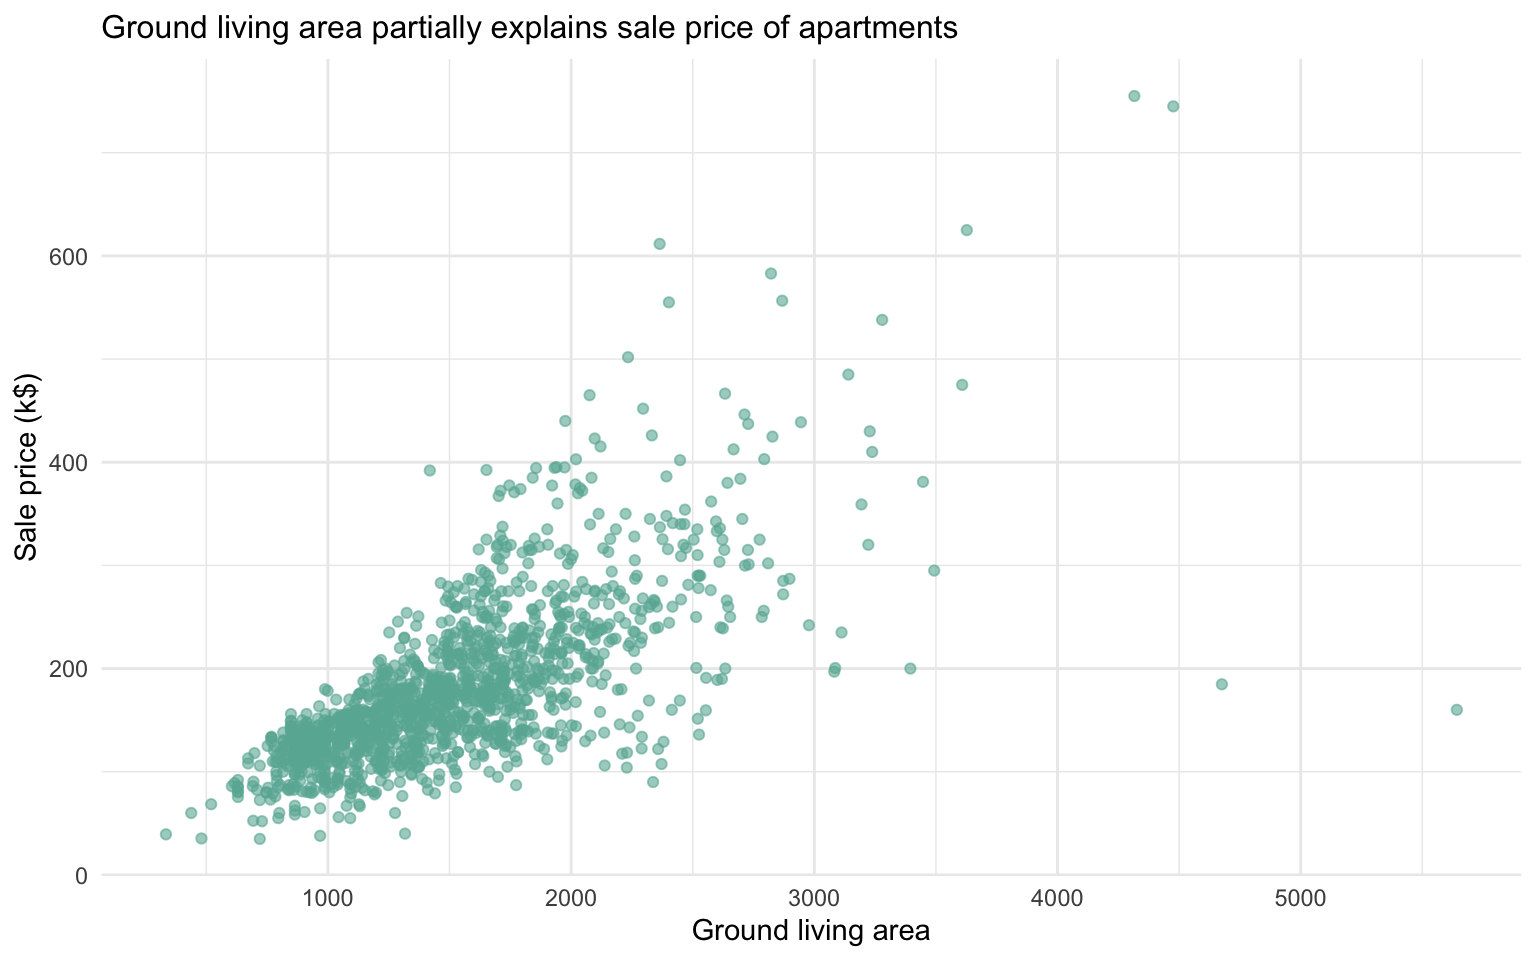 Ground living area partially explains sale price of apartments
Sale price (k$)
600
400
200
0
1000 2000 3000 4000 5000
Ground living area